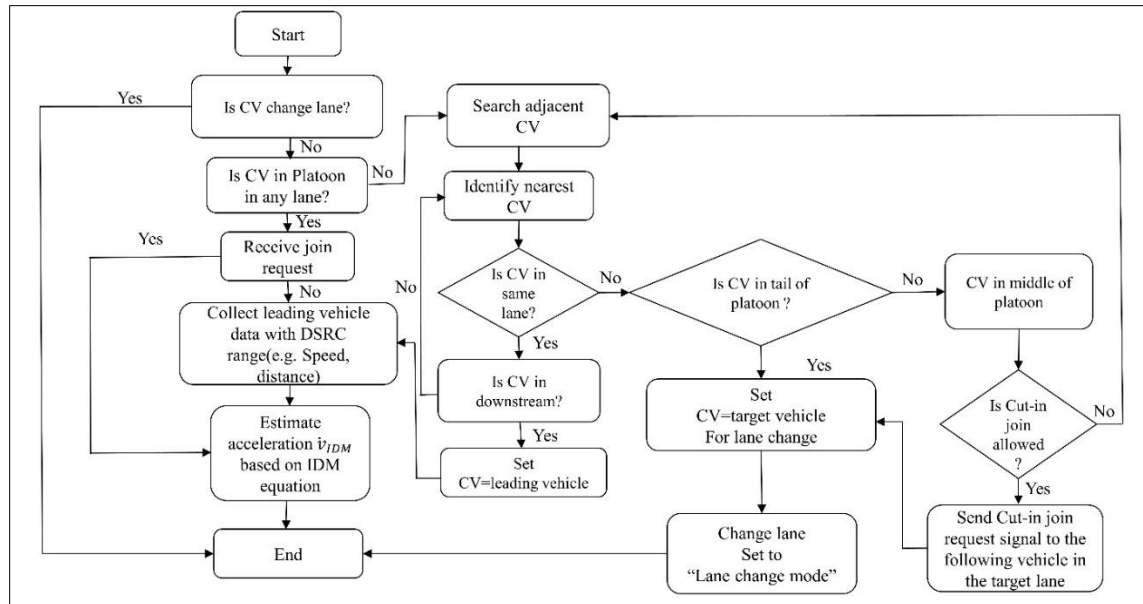 Start
Yes
Is CV change lane?
No
Is CV in Platoon
in any lane?
No
Yes
Yes
Receive join
request
No
Collect leading vehicle
data with DSRC
range(e.g. Speed,
distance)
Estimate
acceleration v̇IDM
based on IDM
equation
End
Search adjacent
CV
Identify nearest
CV
No
Is CV in
same
lane?
No
Yes
Is CV in
downstream?
Yes
Set
CV=leading vehicle
Is CV in tail of
platoon ?
No
Yes
Set
CV=target vehicle
For lane change
Change lane
Set to
“Lane change mode”
CV in middle of
platoon
Is Cut-in
join
allowed
?
No
Yes
Send Cut-in join
request signal to the
following vehicle in
the target lane